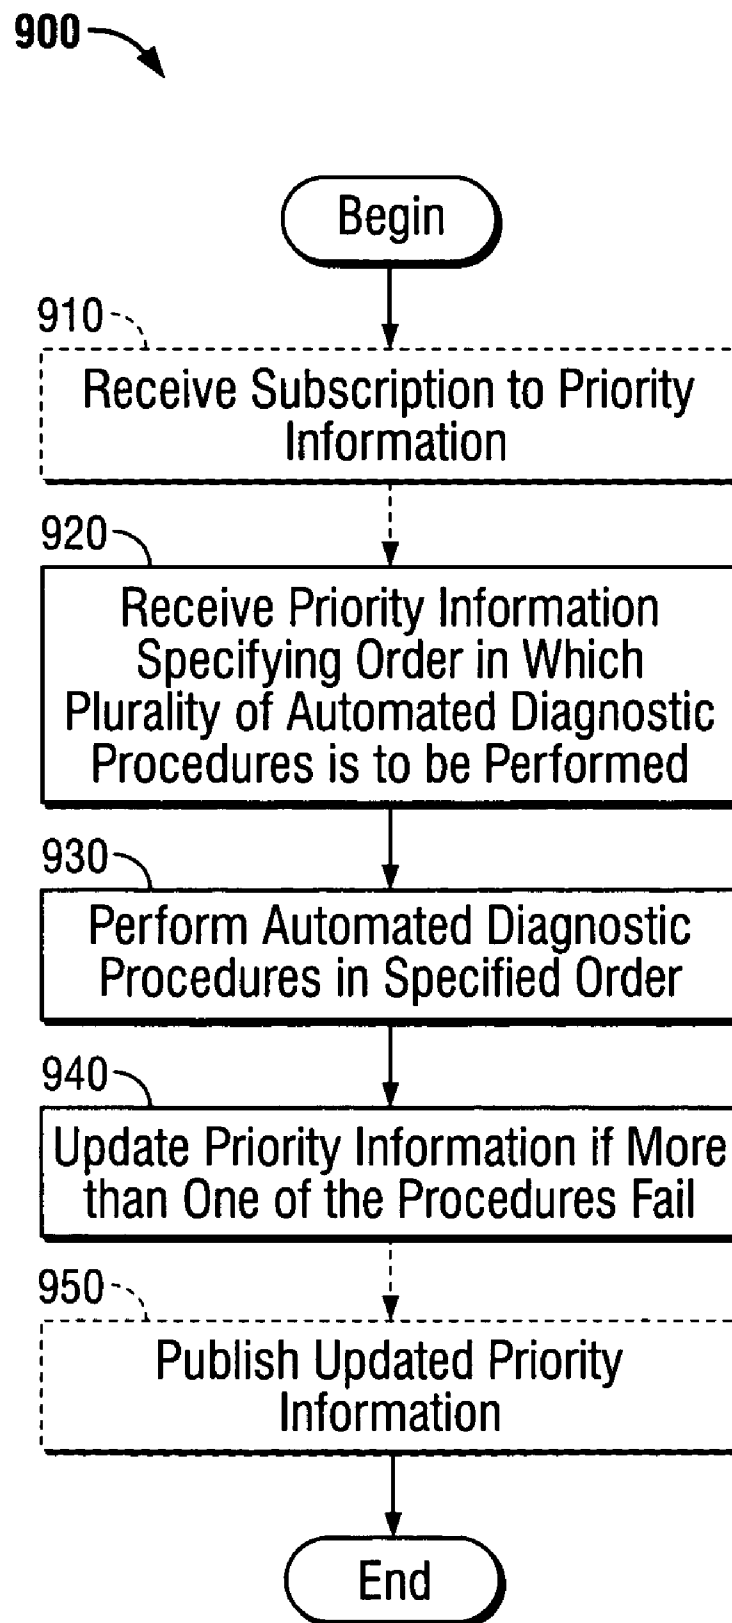 900
Begin
910
Receive Subscription to Priority
Information
920
Receive Priority Information
Specifying Order in Which
Plurality of Automated Diagnostic
Procedures is to be Performed
930
Perform Automated Diagnostic
Procedures in Specified Order
940
Update Priority Information if More
than One of the Procedures Fail
950
Publish Updated Priority
Information
End